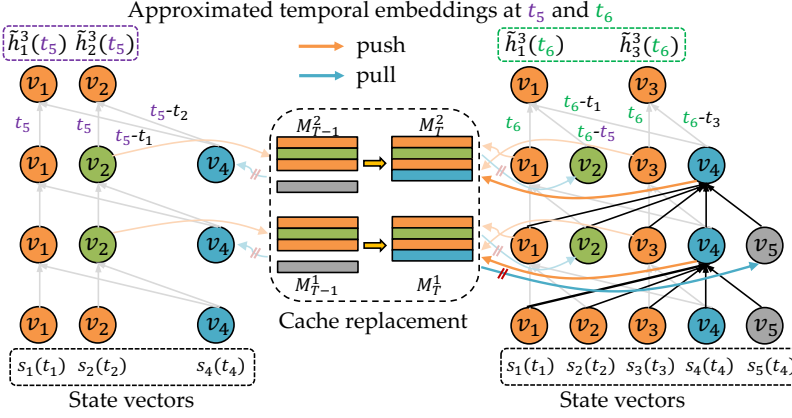 Approximated temporal embeddings at t₅ and t₆
h̃₁³(t₅) h̃₂³(t₅)
push
pull
h̃₁³(t₆) h̃₃³(t₆)
v₁ v₂
v₁ v₃
t₅ t₅ t₅-t₁ t₅-t₂
t₆ t₆-t₅ t₆-t₁ t₆ t₆-t₃
M²_{T-1} M²_T
v₁ v₂ v₄
v₁ v₂ v₃ v₄
v₁ v₂ v₄
v₁ v₂ v₃ v₄ v₅
M¹_{T-1} M¹_T
Cache replacement
v₁ v₂ v₄
v₁ v₂ v₃ v₄ v₅
s₁(t₁) s₂(t₂) s₄(t₄)
s₁(t₁) s₂(t₂) s₃(t₃) s₄(t₄) s₅(t₄)
State vectors
State vectors